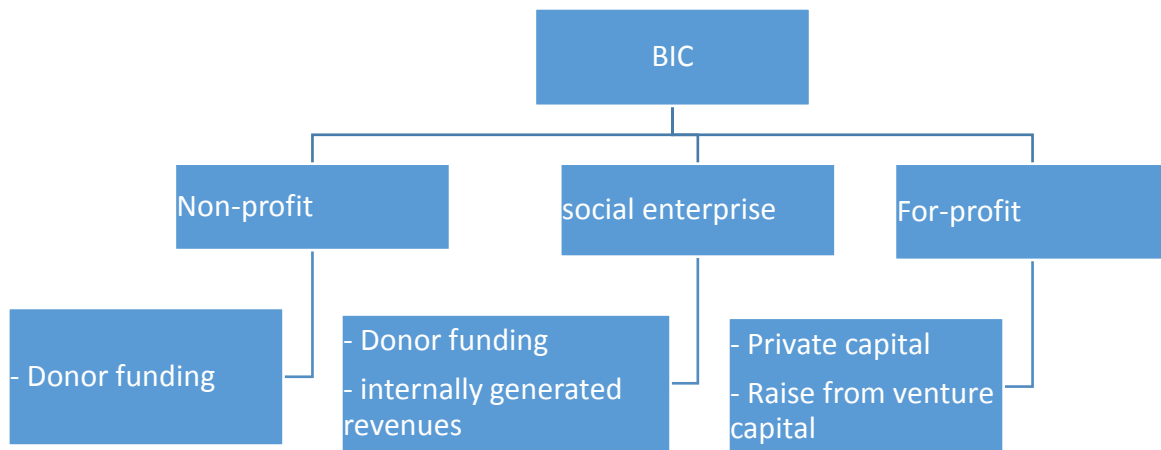 BIC
Non-profit
social enterprise
For-profit
- Donor funding
- Donor funding
- internally generated
revenues
- Private capital
- Raise from venture
capital